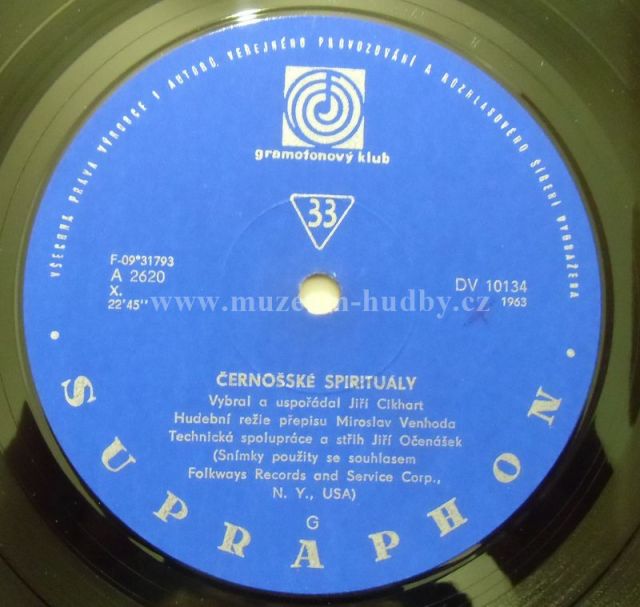 VŠECHNA PRÁVA VÝROBCE I AUTORŮ, VEŘEJNÉHO PROVOZOVÁNÍ A ROZHLASOVÉHO ŠÍŘENÍ VYHRAŽENA
gramofonový klub
33
F-09*31793
A 2620
X.
22'45"
DV 10134
1963
www.muzeum-hudby.cz
ČERNOŠSKÉ SPIRITUÁLY
Vybral a uspořádal Jiří Cikhart
Hudební režie přepisu Miroslav Venhoda
Technická spolupráce a střih Jiří Očenášek
(Snímky použity se souhlasem
Folkways Records and Service Corp.,
N. Y., USA)
G
• SUPRAPHON •